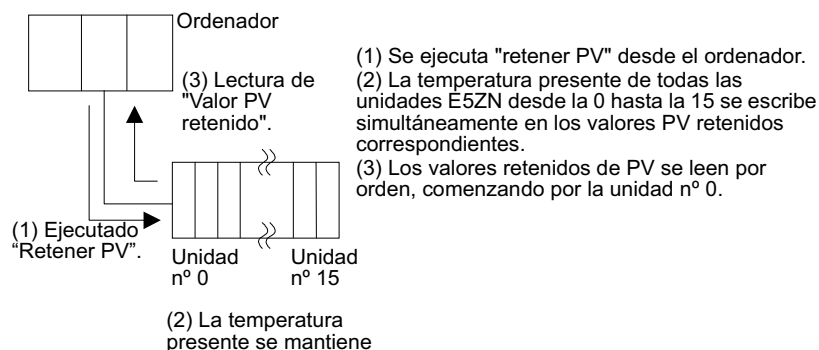 Ordenador
(3) Lectura de
"Valor PV
retenido".
(1) Ejecutado
“Retener PV”.
Unidad
nº 0
Unidad
nº 15
(2) La temperatura
presente se mantiene
(1) Se ejecuta "retener PV" desde el ordenador.
(2) La temperatura presente de todas las
unidades E5ZN desde la 0 hasta la 15 se escribe
simultáneamente en los valores PV retenidos
correspondientes.
(3) Los valores retenidos de PV se leen por
orden, comenzando por la unidad nº 0.